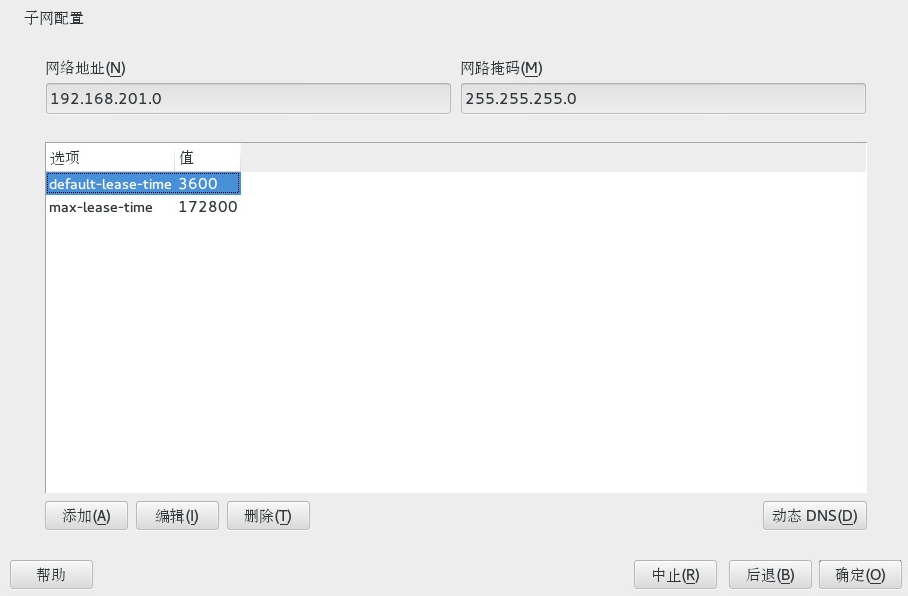 子网配置
网络地址(N) 网路掩码(M)
192.168.201.0 255.255.255.0
选项 值
default-lease-time 3600
max-lease-time 172800
添加(A) 编辑(I) 删除(T) 动态 DNS(D)
帮助 中止(R) 后退(B) 确定(O)